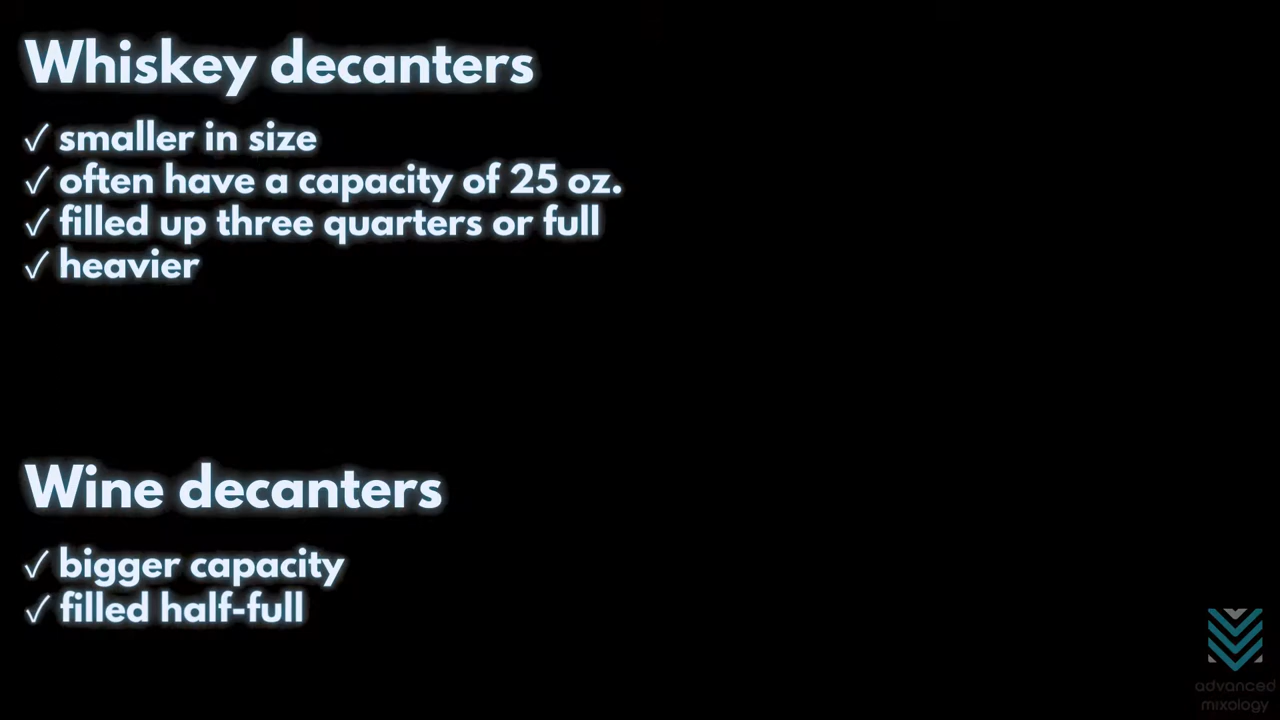 Whiskey decanters
✓ smaller in size
✓ often have a capacity of 25 oz.
✓ filled up three quarters or full
✓ heavier
Wine decanters
✓ bigger capacity
✓ filled half-full
advanced
mixology